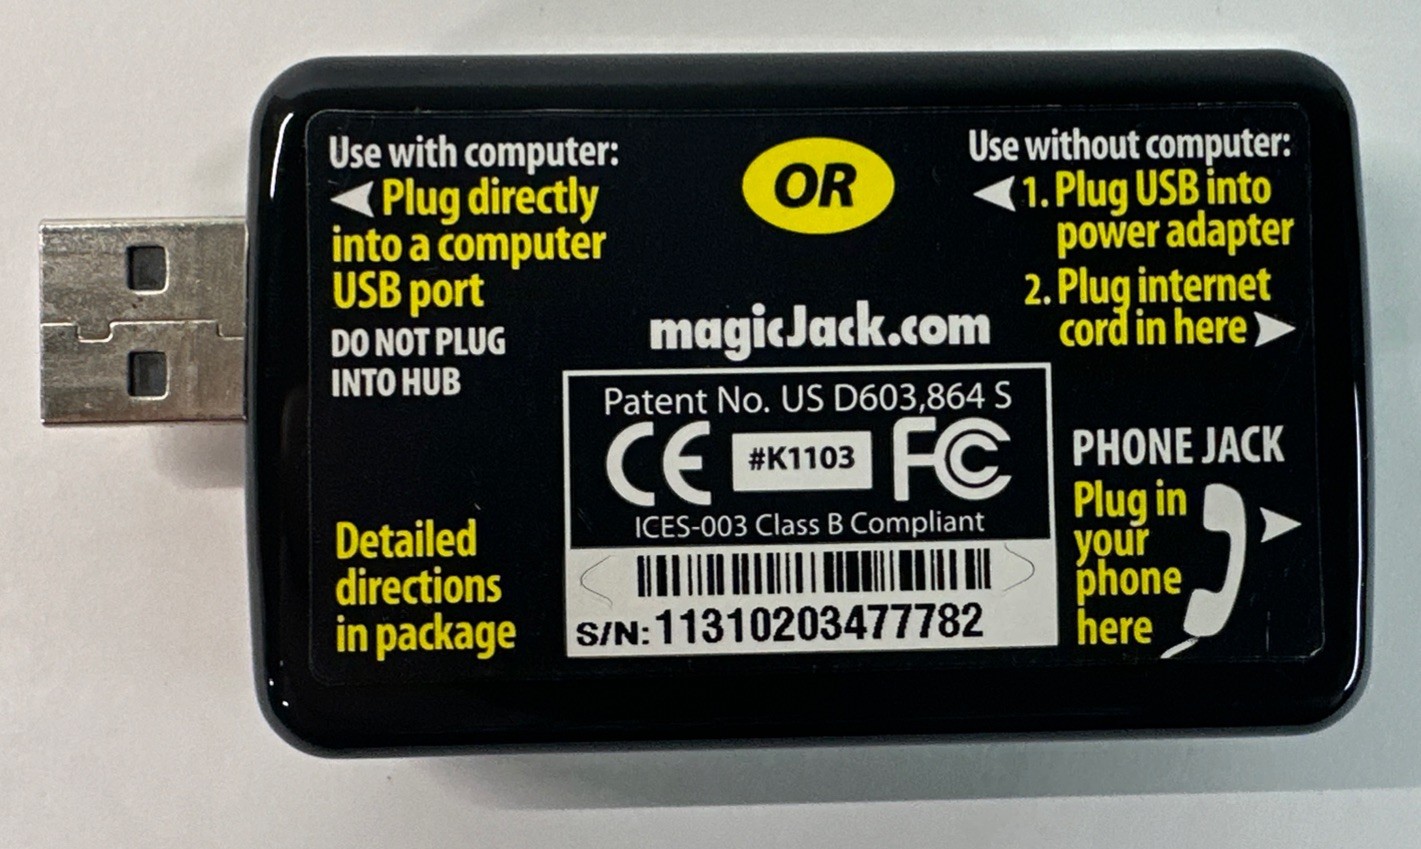 Use with computer:
Plug directly
into a computer
USB port
DO NOT PLUG
INTO HUB
Detailed
directions
in package
OR
magicJack.com
Patent No. US D603,864 S
CE #K1103 FC
ICES-003 Class B Compliant
S/N: 11310203477782
Use without computer:
1. Plug USB into
power adapter
2. Plug internet
cord in here
PHONE JACK
Plug in
your
phone
here